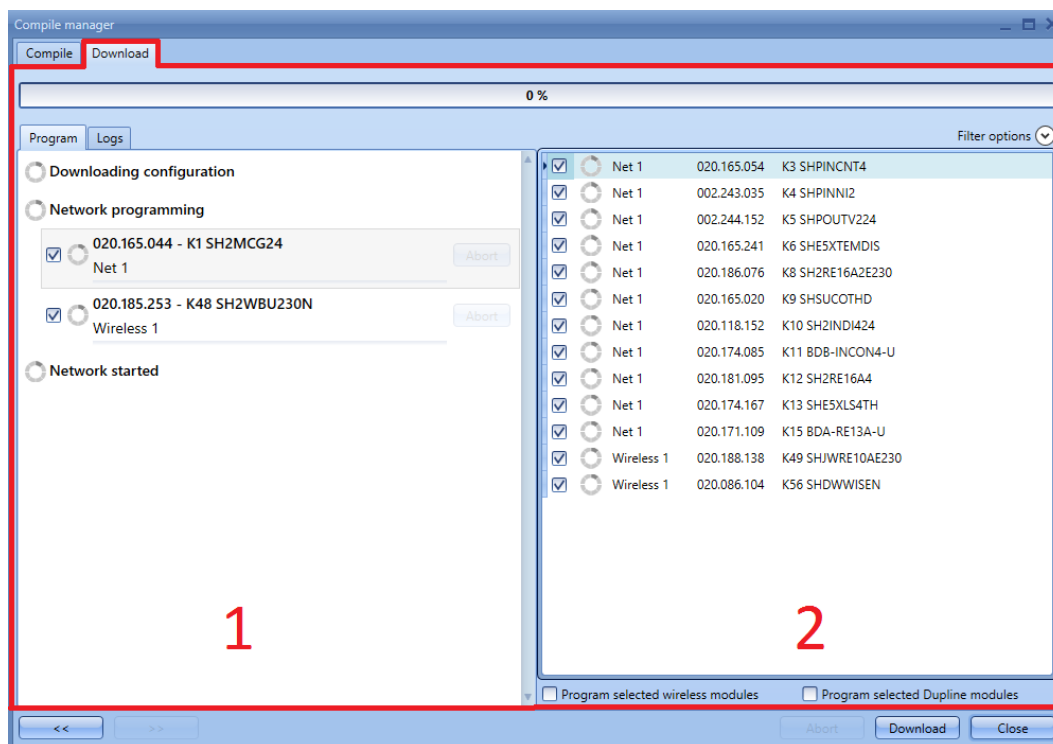 Compile manager
Compile Download
0 %
Program Logs
Filter options
Downloading configuration
Network programming
020.165.044 - K1 SH2MCG24
Net 1
Abort
020.185.253 - K48 SH2WBU230N
Wireless 1
Abort
Network started
1
Net 1 020.165.054 K3 SHPINCNT4
Net 1 002.243.035 K4 SHPINNI2
Net 1 002.244.152 K5 SHPOUTV224
Net 1 020.165.241 K6 SHE5XTEMDIS
Net 1 020.186.076 K8 SH2RE16A2E230
Net 1 020.165.020 K9 SHSUCOTHD
Net 1 020.118.152 K10 SH2INDI424
Net 1 020.174.085 K11 BDB-INCON4-U
Net 1 020.181.095 K12 SH2RE16A4
Net 1 020.174.167 K13 SHE5XLS4TH
Net 1 020.171.109 K15 BDA-RE13A-U
Wireless 1 020.188.138 K49 SHJWRE10AE230
Wireless 1 020.086.104 K56 SHDWWISEN
2
Program selected wireless modules Program selected Dupline modules
<< >> Abort Download Close